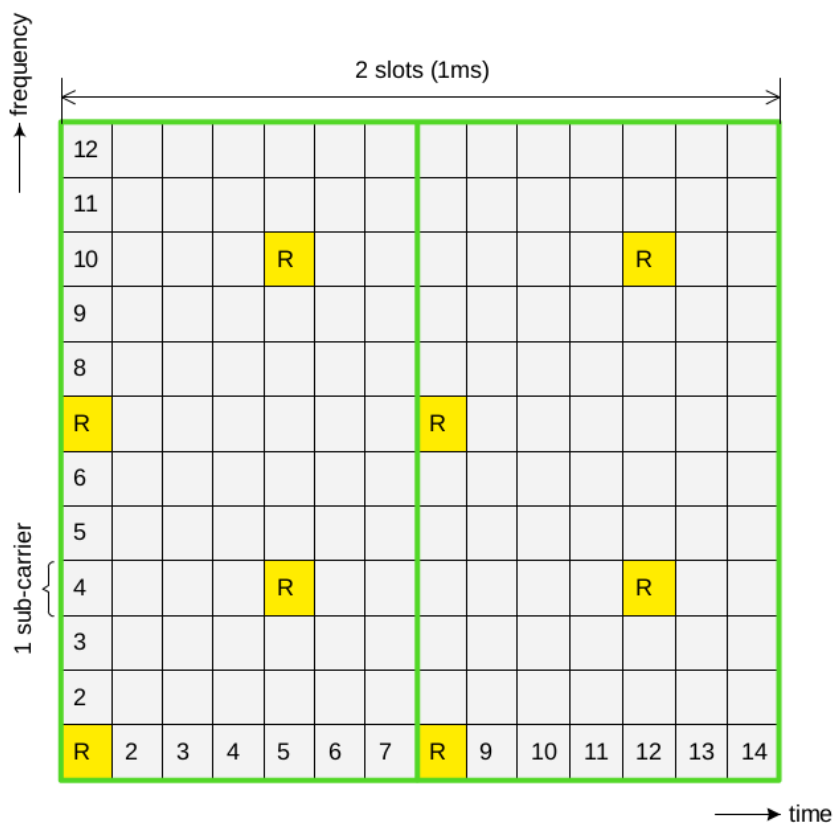 frequency
2 slots (1ms)
12
11
10 R R
9
8
R R
6
5
1 sub-carrier
4 R R
3
2
R 2 3 4 5 6 7 R 9 10 11 12 13 14
time